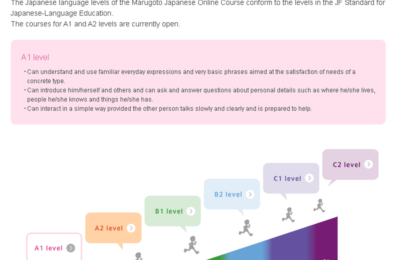 The Japanese language levels of the Marugoto Japanese Online Course conform to the levels in the JF Standard for
Japanese-Language Education.
The courses for A1 and A2 levels are currently open.
A1 level
・Can understand and use familiar everyday expressions and very basic phrases aimed at the satisfaction of needs of a
concrete type.
・Can introduce him/herself and others and can ask and answer questions about personal details such as where he/she lives,
people he/she knows and things he/she has.
・Can interact in a simple way provided the other person talks slowly and clearly and is prepared to help.
C2 level
C1 level
B2 level
B1 level
A2 level
A1 level